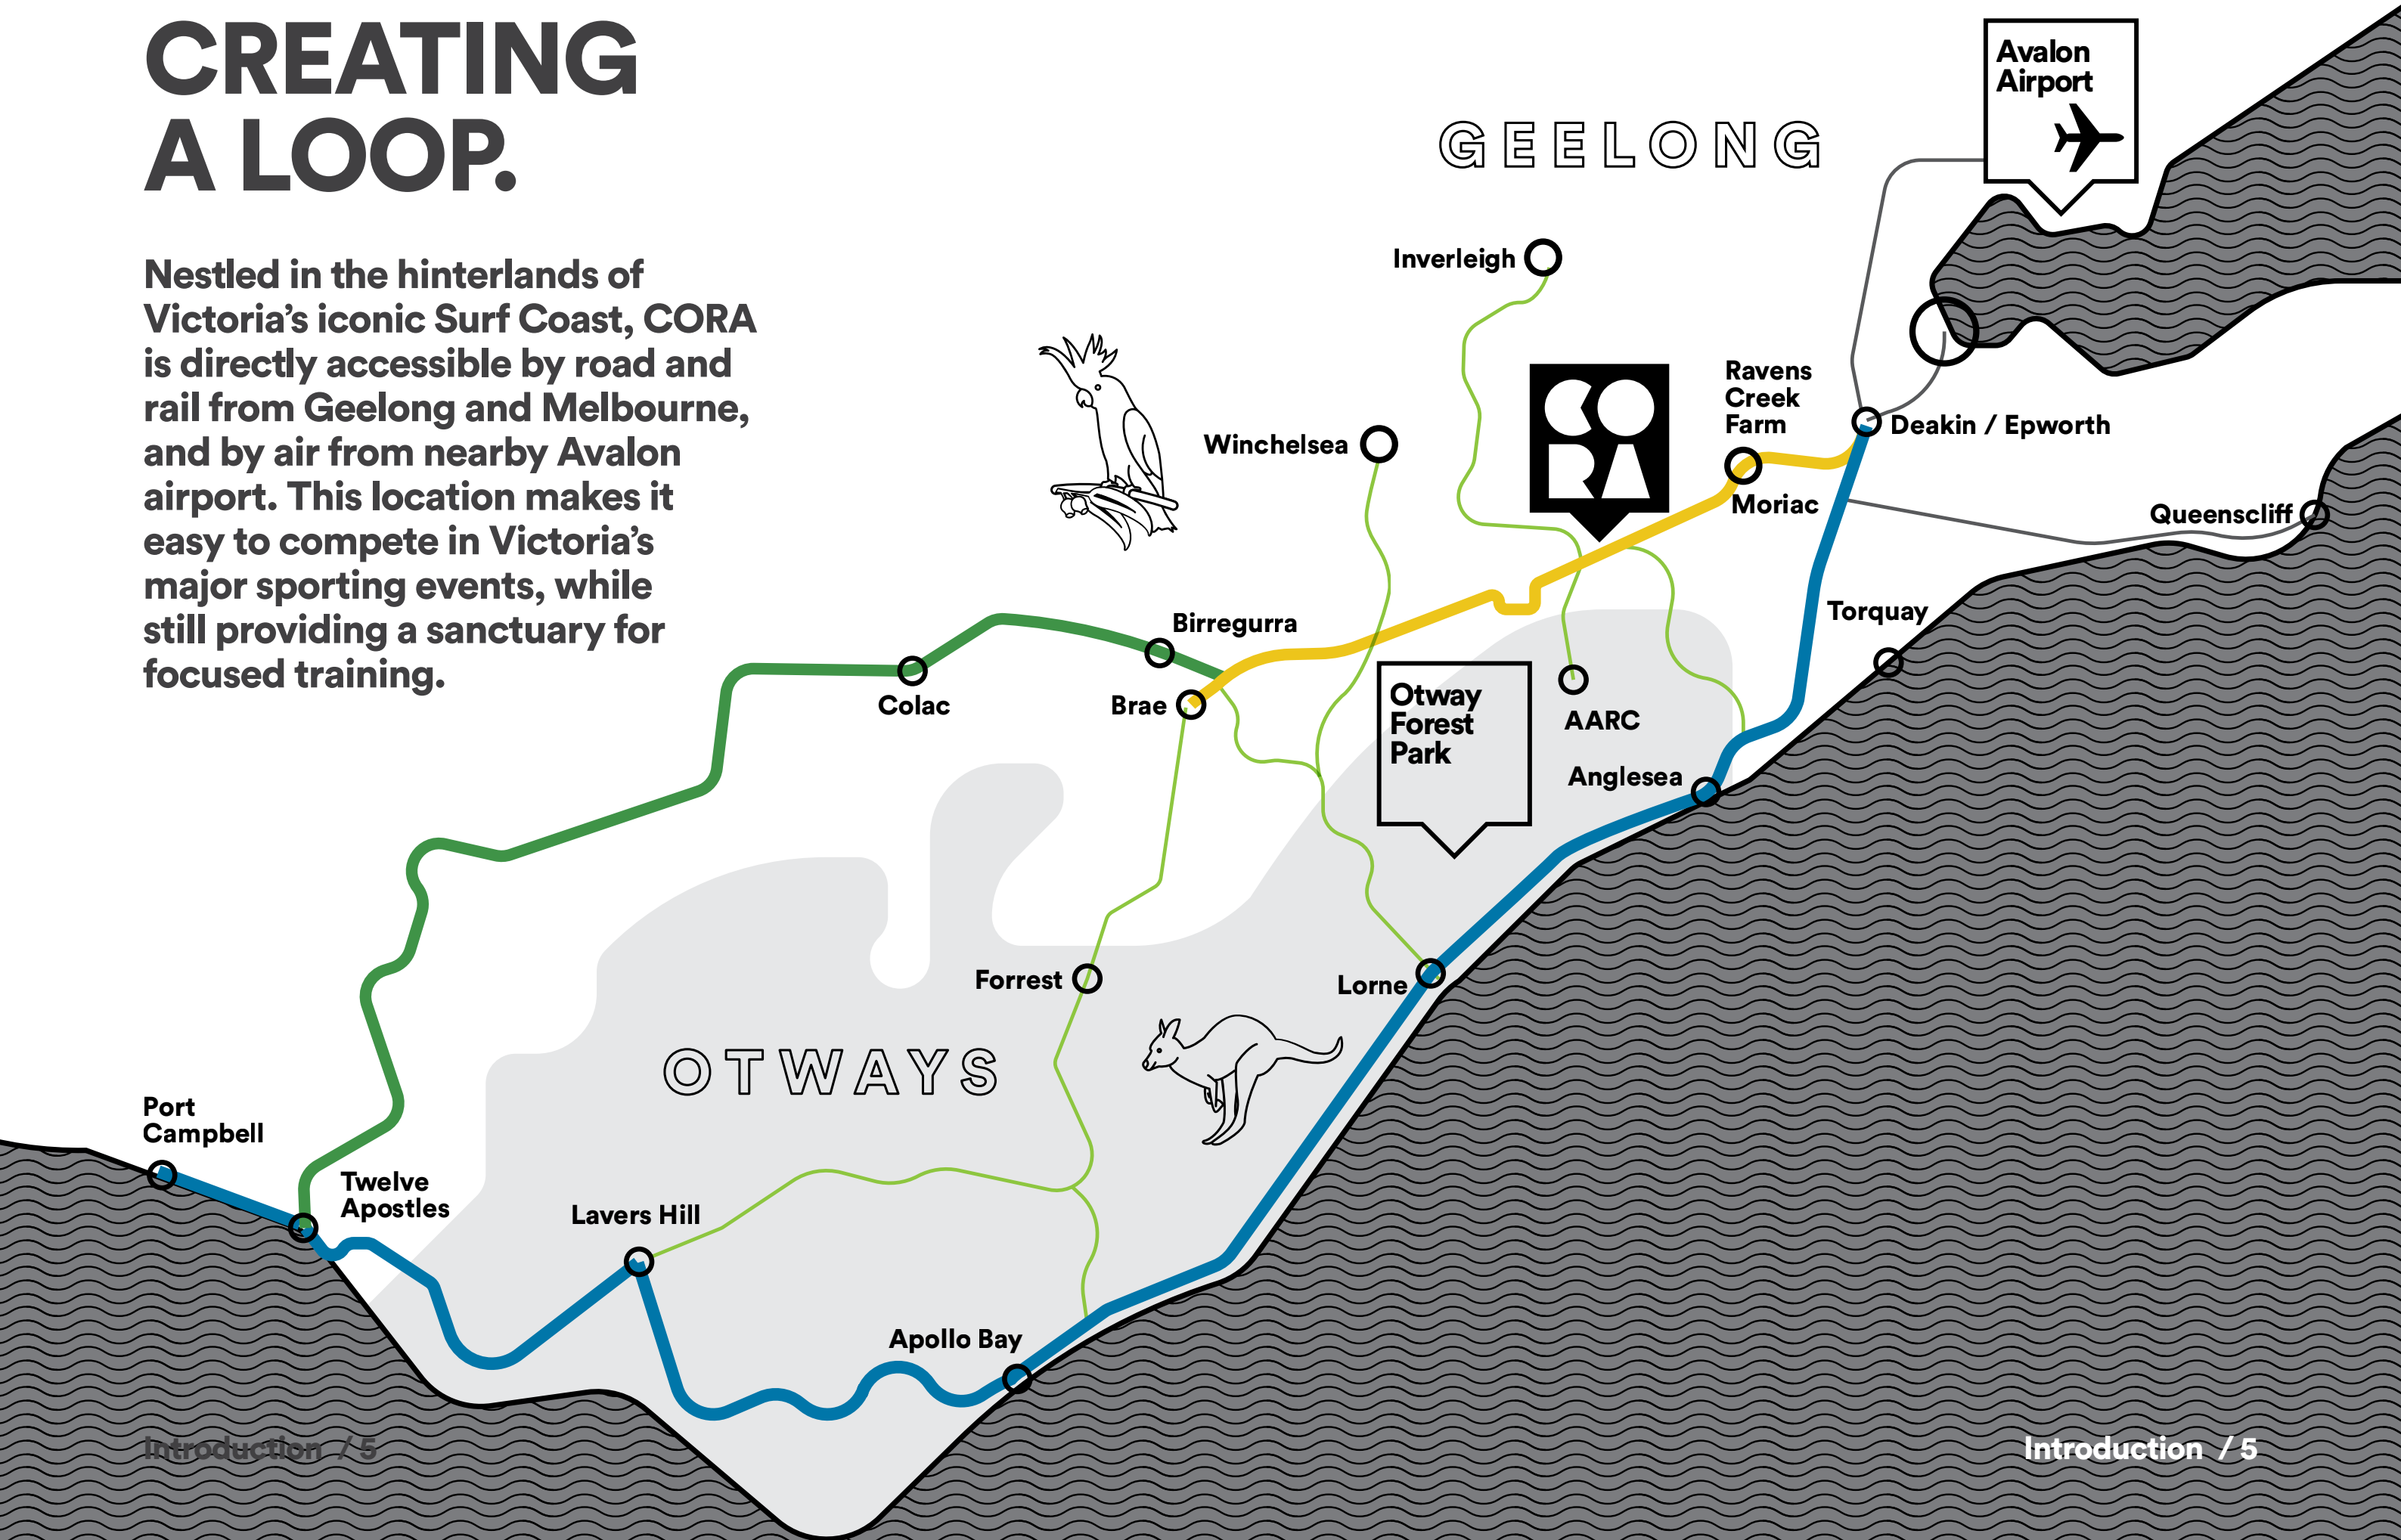 CREATING
A LOOP.
Nestled in the hinterlands of
Victoria’s iconic Surf Coast, CORA
is directly accessible by road and
rail from Geelong and Melbourne,
and by air from nearby Avalon
airport. This location makes it
easy to compete in Victoria’s
major sporting events, while
still providing a sanctuary for
focused training.
GEELONG
Avalon
Airport
Inverleigh
CO
RA
Ravens
Creek
Farm
Moriac
Deakin / Epworth
Winchelsea
Queenscliff
Torquay
Birregurra
Colac
Brae
Otway
Forest
Park
AARC
Anglesea
Forrest
Lorne
OTWAYS
Port
Campbell
Twelve
Apostles
Lavers Hill
Apollo Bay
Introduction / 5
Introduction / 5